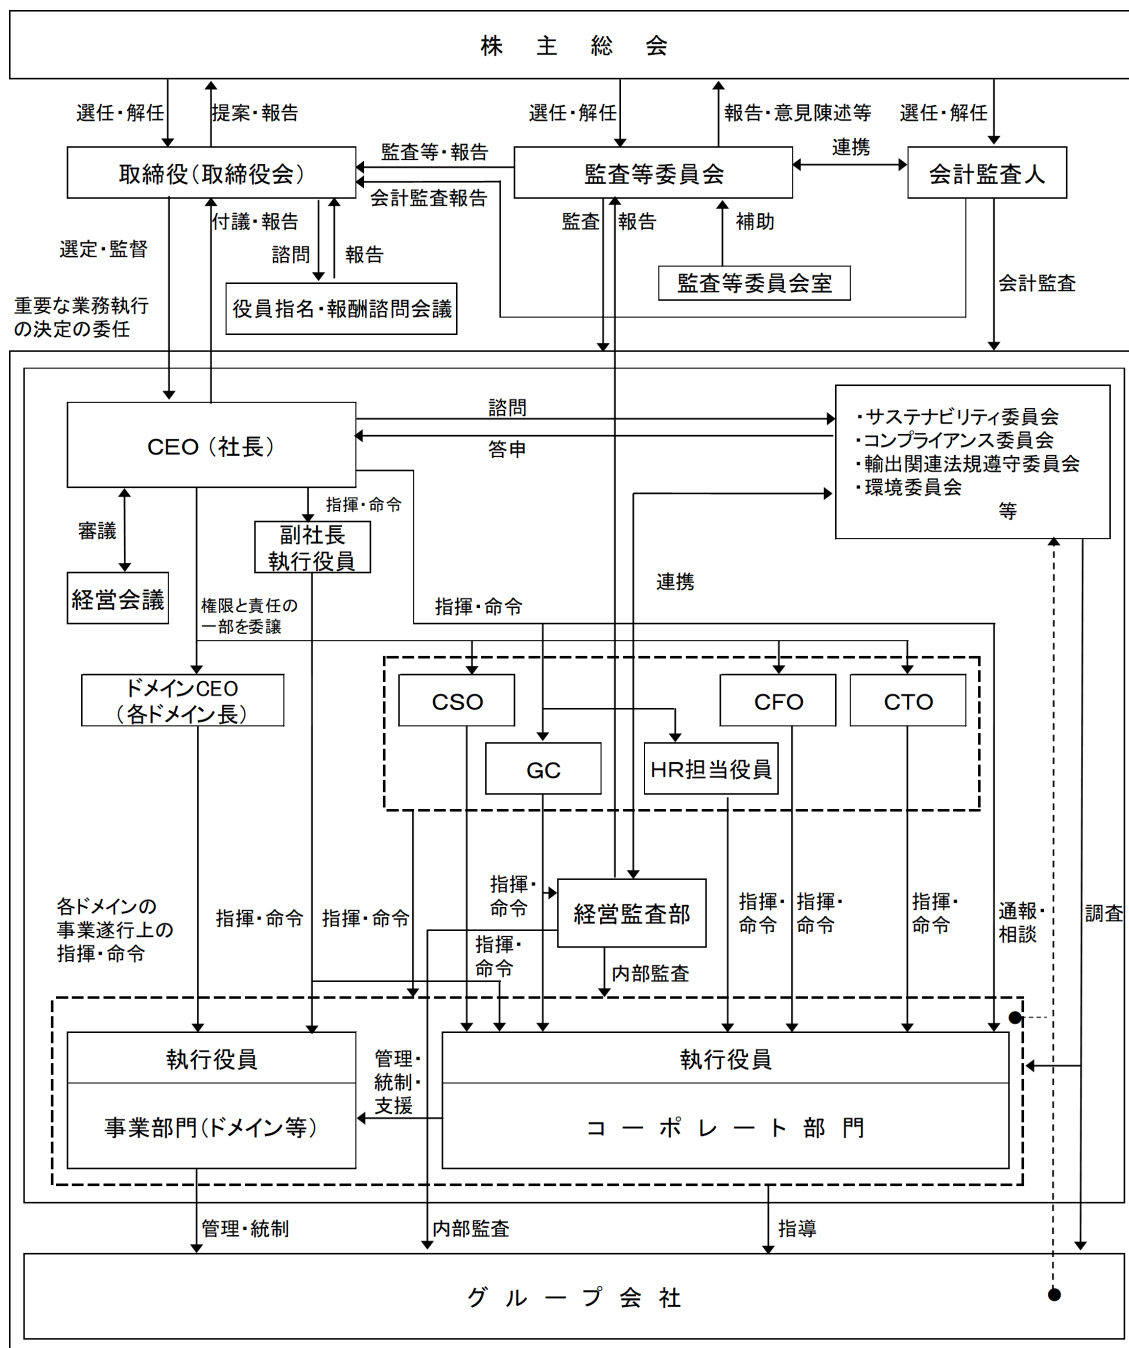 株主総会
選任・解任
提案・報告
選任・解任
報告・意見陳述等
選任・解任
取締役(取締役会)
監査等・報告
会計監査報告
監査等委員会
連携
会計監査人
選定・監督
付議・報告
諮問
報告
監査
報告
補助
会計監査
重要な業務執行
の決定の委任
役員指名・報酬諮問会議
監査等委員会室
CEO(社長)
諮問
答申
・サステナビリティ委員会
・コンプライアンス委員会
・輸出関連法規遵守委員会
・環境委員会
等
審議
指揮・命令
副社長
執行役員
経営会議
権限と責任の
一部を委譲
指揮・命令
連携
ドメインCEO
(各ドメイン長)
CSO
CFO
CTO
GC
HR担当役員
各ドメインの
事業遂行上の
指揮・命令
指揮・命令
指揮・命令
指揮・
命令
指揮・
命令
経営監査部
内部監査
指揮・
命令
指揮・
命令
指揮・
命令
通報・
相談
調査
執行役員
事業部門(ドメイン等)
管理・
統制・
支援
執行役員
コーポレート部門
管理・統制
内部監査
指導
グループ会社